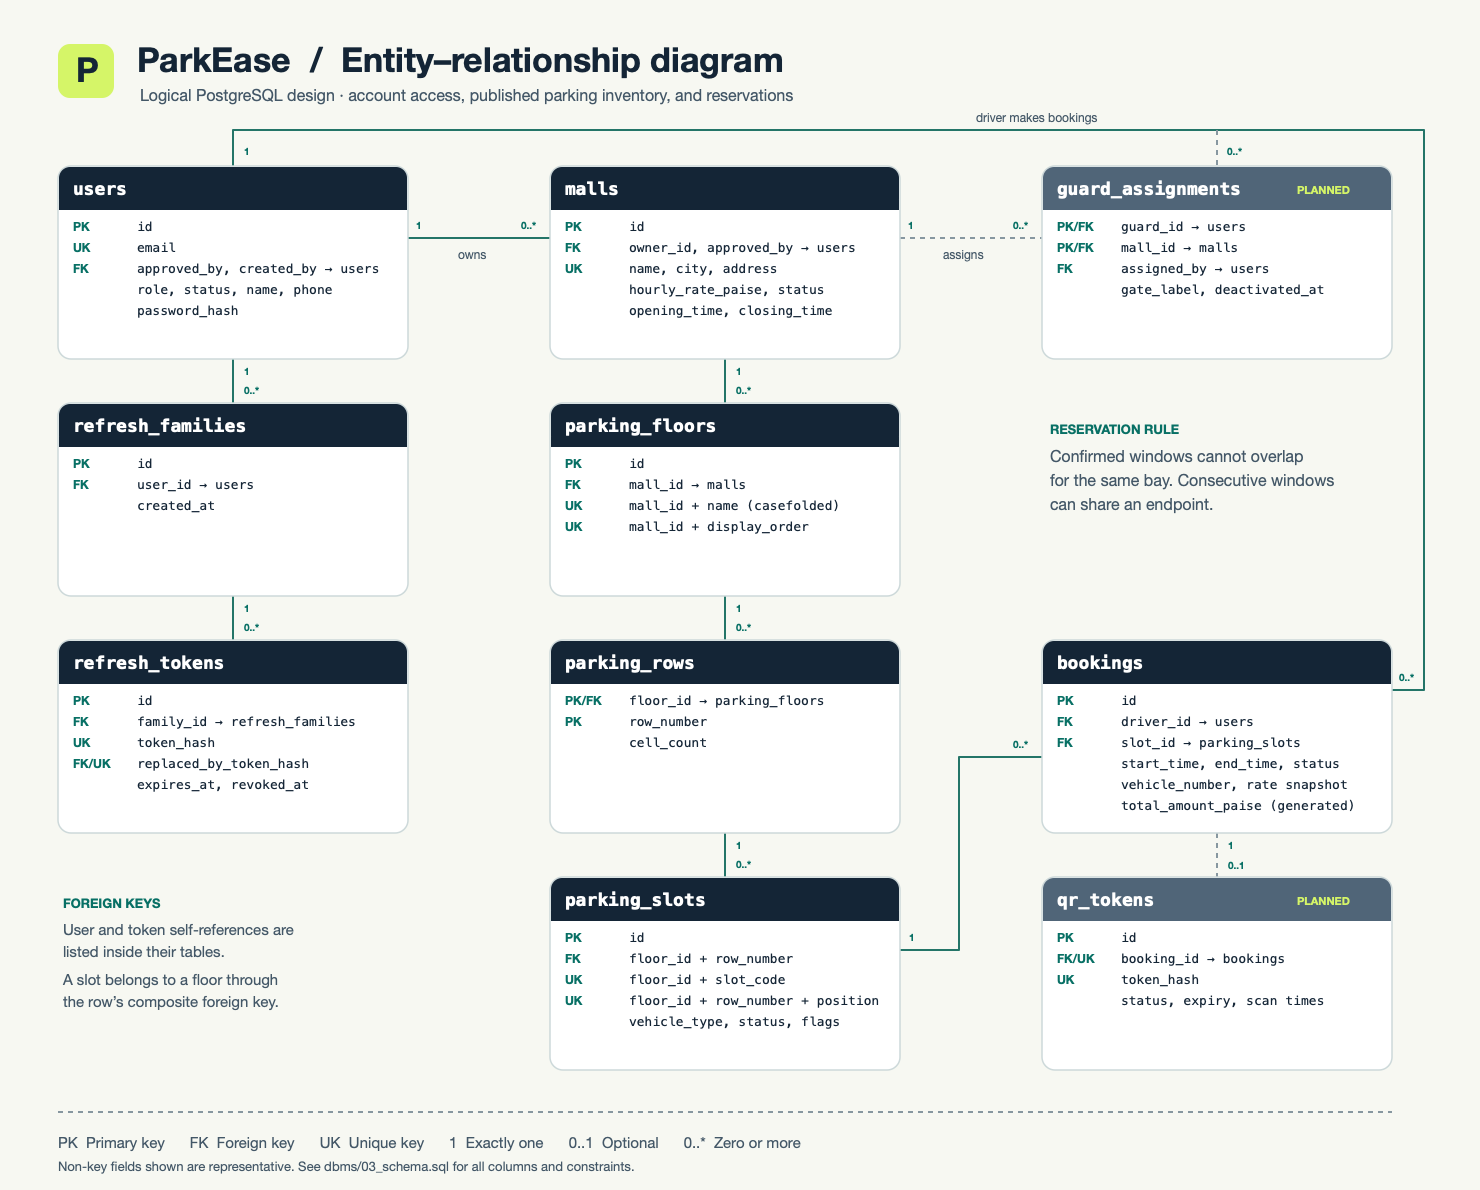 P
ParkEase / Entity–relationship diagram
Logical PostgreSQL design · account access, published parking inventory, and reservations
driver makes bookings
1
0..*
users
PK id
UK email
FK approved_by, created_by → users
role, status, name, phone
password_hash
1
0..*
owns
malls
PK id
FK owner_id, approved_by → users
UK name, city, address
hourly_rate_paise, status
opening_time, closing_time
1
0..*
assigns
guard_assignments PLANNED
PK/FK guard_id → users
PK/FK mall_id → malls
FK assigned_by → users
gate_label, deactivated_at
1
0..*
1
0..*
refresh_families
PK id
FK user_id → users
created_at
parking_floors
PK id
FK mall_id → malls
UK mall_id + name (casefolded)
UK mall_id + display_order
RESERVATION RULE
Confirmed windows cannot overlap
for the same bay. Consecutive windows
can share an endpoint.
1
0..*
1
0..*
refresh_tokens
PK id
FK family_id → refresh_families
UK token_hash
FK/UK replaced_by_token_hash
expires_at, revoked_at
parking_rows
PK/FK floor_id → parking_floors
PK row_number
cell_count
0..*
bookings
0..*
PK id
FK driver_id → users
FK slot_id → parking_slots
start_time, end_time, status
vehicle_number, rate snapshot
total_amount_paise (generated)
1
0..*
1
0..1
FOREIGN KEYS
User and token self-references are
listed inside their tables.
A slot belongs to a floor through
the row’s composite foreign key.
parking_slots
PK id
FK floor_id + row_number
UK floor_id + slot_code
UK floor_id + row_number + position
vehicle_type, status, flags
1
qr_tokens PLANNED
PK id
FK/UK booking_id → bookings
UK token_hash
status, expiry, scan times
PK Primary key FK Foreign key UK Unique key 1 Exactly one 0..1 Optional 0..* Zero or more
Non-key fields shown are representative. See dbms/03_schema.sql for all columns and constraints.